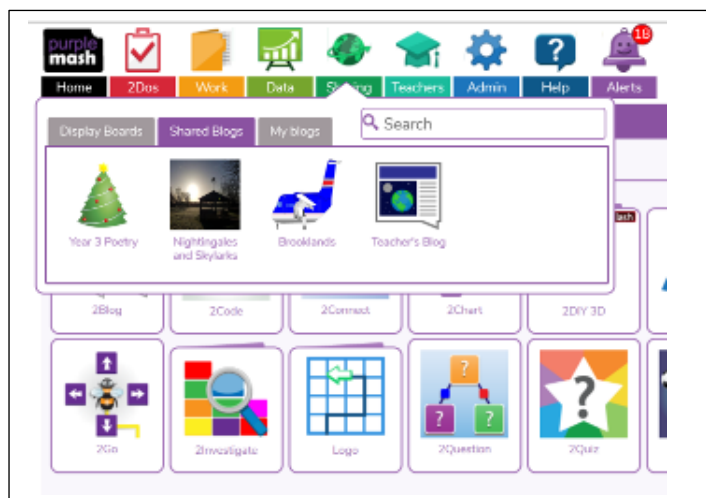 purple
mash
18
Home 2Dos Work Data Sharing Teachers Admin Help Alerts
Display Boards Shared Blogs My blogs Search
Year 3 Poetry Nightingales Brooklands Teacher's Blog
and Skylarks
2Blog 2Code 2Connect 2Chart 2DIY 3D
2Go 2Investigate Logo 2Question 2Quiz